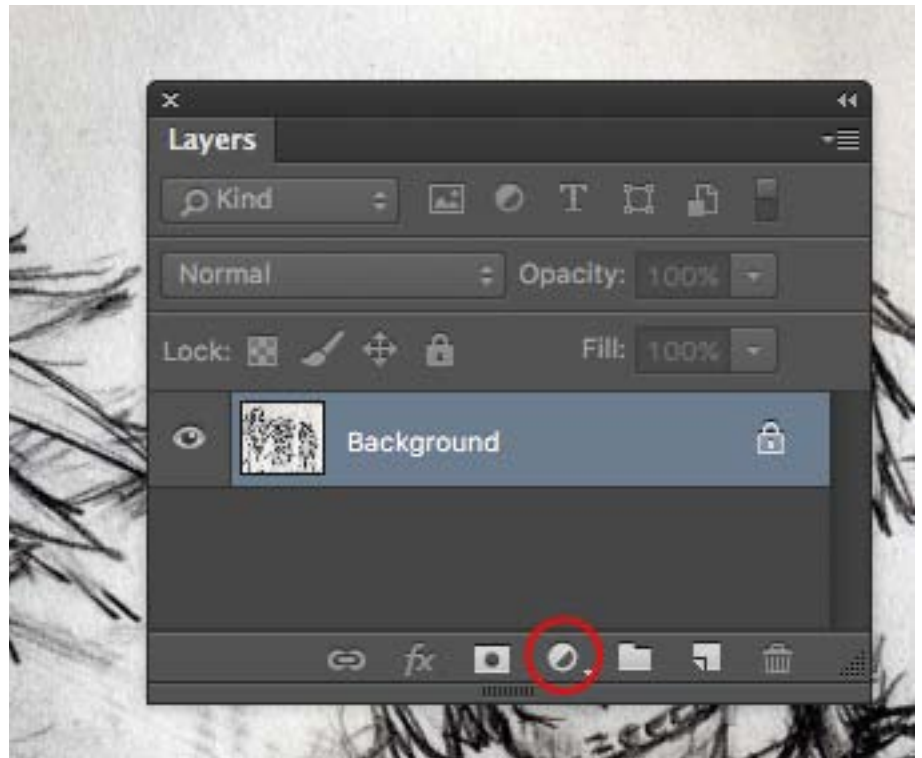 Layers
Kind
Normal Opacity: 100%
Lock: Fill: 100%
Background
fx